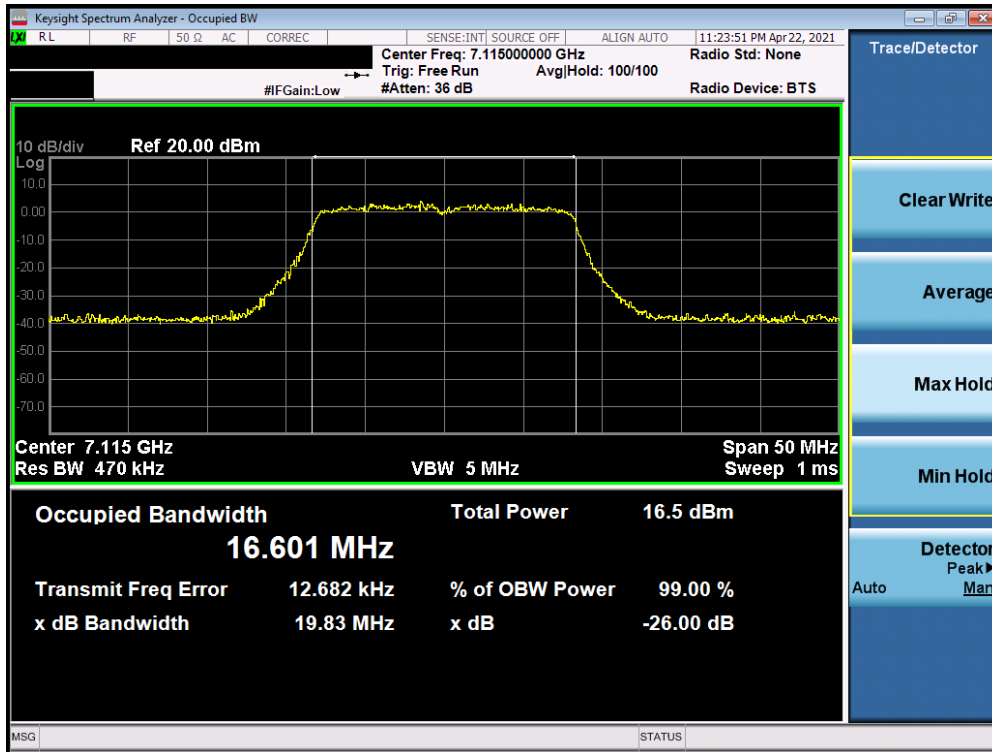 Keysight Spectrum Analyzer - Occupied BW
LXI RL RF 50 Ω AC CORREC SENSE:INT SOURCE OFF ALIGN AUTO 11:23:51 PM Apr 22, 2021
Center Freq: 7.115000000 GHz Radio Std: None
Trig: Free Run Avg|Hold: 100/100
#IFGain:Low #Atten: 36 dB Radio Device: BTS
10 dB/div Ref 20.00 dBm
Log
10.0
0.00
-10.0
-20.0
-30.0
-40.0
-50.0
-60.0
-70.0
Center 7.115 GHz Span 50 MHz
Res BW 470 kHz VBW 5 MHz Sweep 1 ms
Occupied Bandwidth Total Power 16.5 dBm
16.601 MHz
Transmit Freq Error 12.682 kHz % of OBW Power 99.00 %
x dB Bandwidth 19.83 MHz x dB -26.00 dB
MSG STATUS
Trace/Detector
Clear Write
Average
Max Hold
Min Hold
Detector
Peak▶
Auto Man